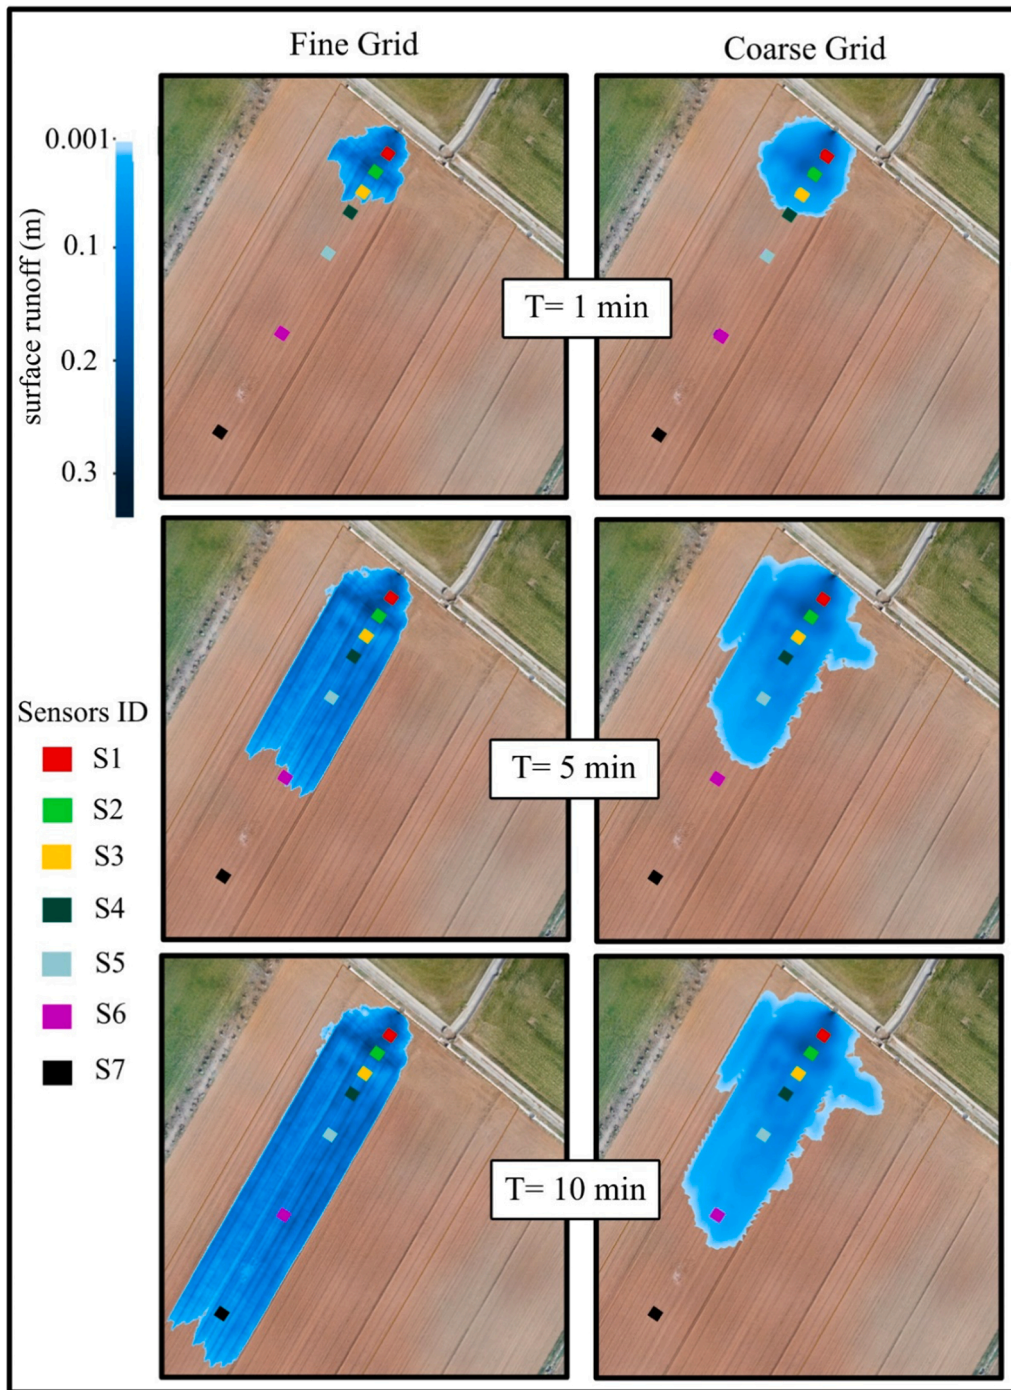 Fine Grid
Coarse Grid
0.001
0.1
0.2
0.3
surface runoff (m)
T= 1 min
T= 5 min
Sensors ID
S1
S2
S3
S4
S5
S6
S7
T= 10 min